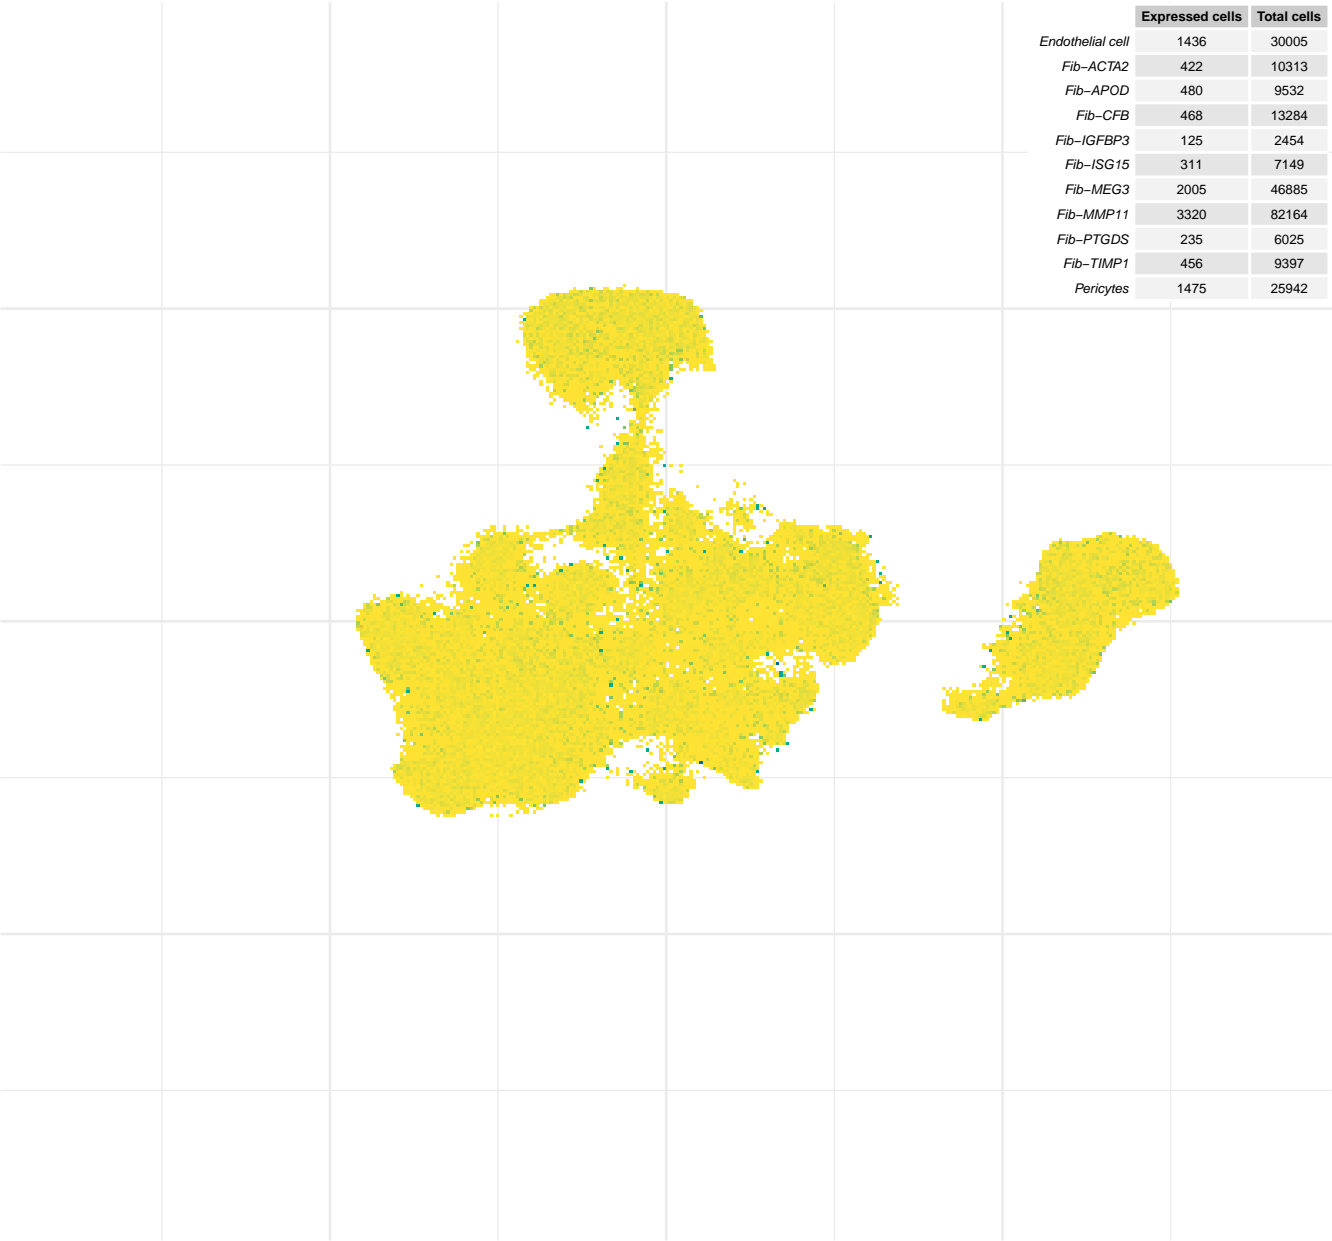 Expressed cells Total cells
Endothelial cell 1436 30005
Fib−ACTA2 422 10313
Fib−APOD 480 9532
Fib−CFB 468 13284
Fib−IGFBP3 125 2454
Fib−ISG15 311 7149
Fib−MEG3 2005 46885
Fib−MMP11 3320 82164
Fib−PTGDS 235 6025
Fib−TIMP1 456 9397
Pericytes 1475 25942